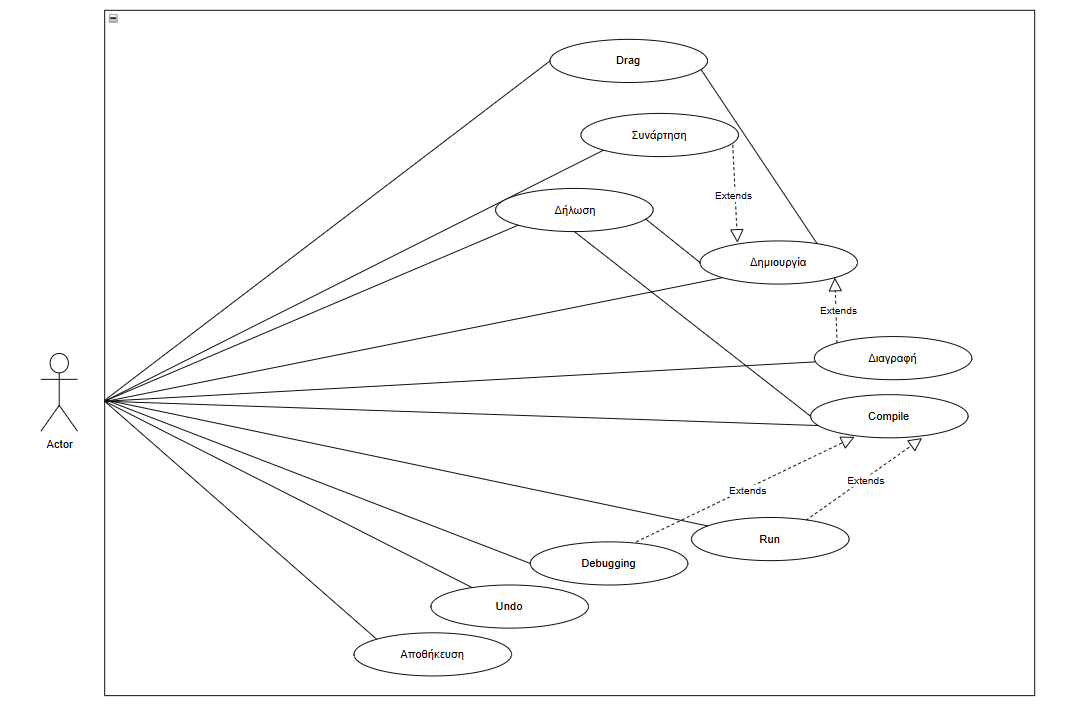 Drag
Συνάρτηση
Extends
Δήλωση
Δημιουργία
Extends
Διαγραφή
Compile
Actor
Extends
Extends
Run
Debugging
Undo
Αποθήκευση